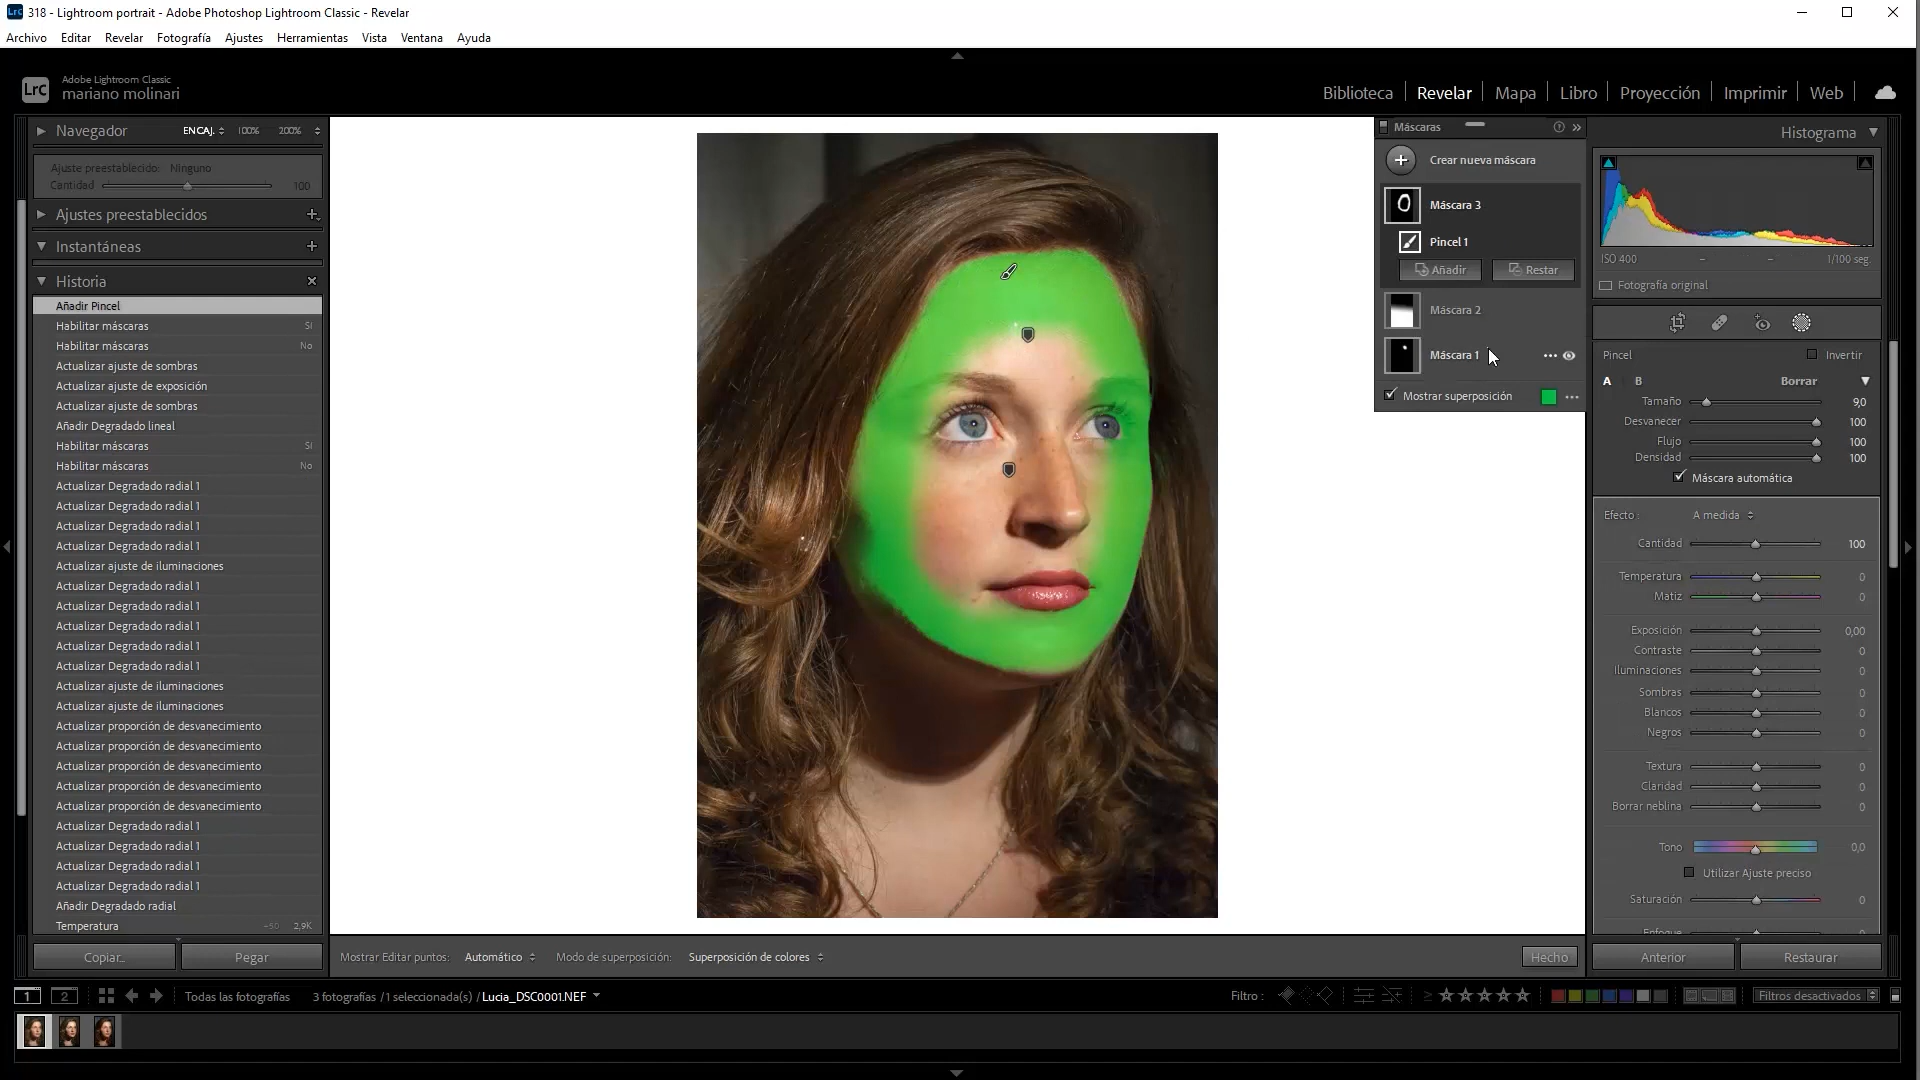 318 - Lightroom portrait - Adobe Photoshop Lightroom Classic - Revelar
Archivo Editar Revelar Fotografía Ajustes Herramientas Vista Ventana Ayuda
LrC
Adobe Lightroom Classic
mariano molinari
Biblioteca Revelar Mapa Libro Proyección Imprimir Web
Navegador ENCAJ. 100% 200%
Ajuste preestablecido: Ninguno
Cantidad 100
Ajustes preestablecidos
Instantáneas
Historia
Añadir Pincel
Habilitar máscaras SI
Habilitar máscaras No
Actualizar ajuste de sombras
Actualizar ajuste de exposición
Actualizar ajuste de sombras
Añadir Degradado lineal
Habilitar máscaras SI
Habilitar máscaras No
Actualizar Degradado radial 1
Actualizar Degradado radial 1
Actualizar Degradado radial 1
Actualizar Degradado radial 1
Actualizar ajuste de iluminaciones
Actualizar Degradado radial 1
Actualizar Degradado radial 1
Actualizar Degradado radial 1
Actualizar Degradado radial 1
Actualizar Degradado radial 1
Actualizar ajuste de iluminaciones
Actualizar ajuste de iluminaciones
Actualizar proporción de desvanecimiento
Actualizar proporción de desvanecimiento
Actualizar proporción de desvanecimiento
Actualizar proporción de desvanecimiento
Actualizar proporción de desvanecimiento
Actualizar Degradado radial 1
Actualizar Degradado radial 1
Actualizar Degradado radial 1
Actualizar Degradado radial 1
Añadir Degradado radial
Temperatura 2,9K
Copiar... Pegar
Máscaras
Crear nueva máscara
Máscara 3
Pincel 1
Añadir Restar
Máscara 2
Máscara 1
Mostrar superposición
Histograma
ISO 400 1/100 seg.
Fotografía original
Pincel Invertir
A B Borrar
Tamaño 9,0
Desvanecer 100
Flujo 100
Densidad 100
Máscara automática
Efecto : A medida
Cantidad 100
Temperatura 0
Matiz 0
Exposición 0,00
Contraste 0
Iluminaciones 0
Sombras 0
Blancos 0
Negros 0
Textura 0
Claridad 0
Borrar neblina 0
Tono 0,0
Utilizar Ajuste preciso
Saturación 0
Enfoque
Anterior Restaurar
Mostrar Editar puntos: Automático Modo de superposición: Superposición de colores Hecho
1 2 Todas las fotografías 3 fotografías /1 seleccionada(s) /Lucia_DSC0001.NEF Filtro : Filtros desactivados